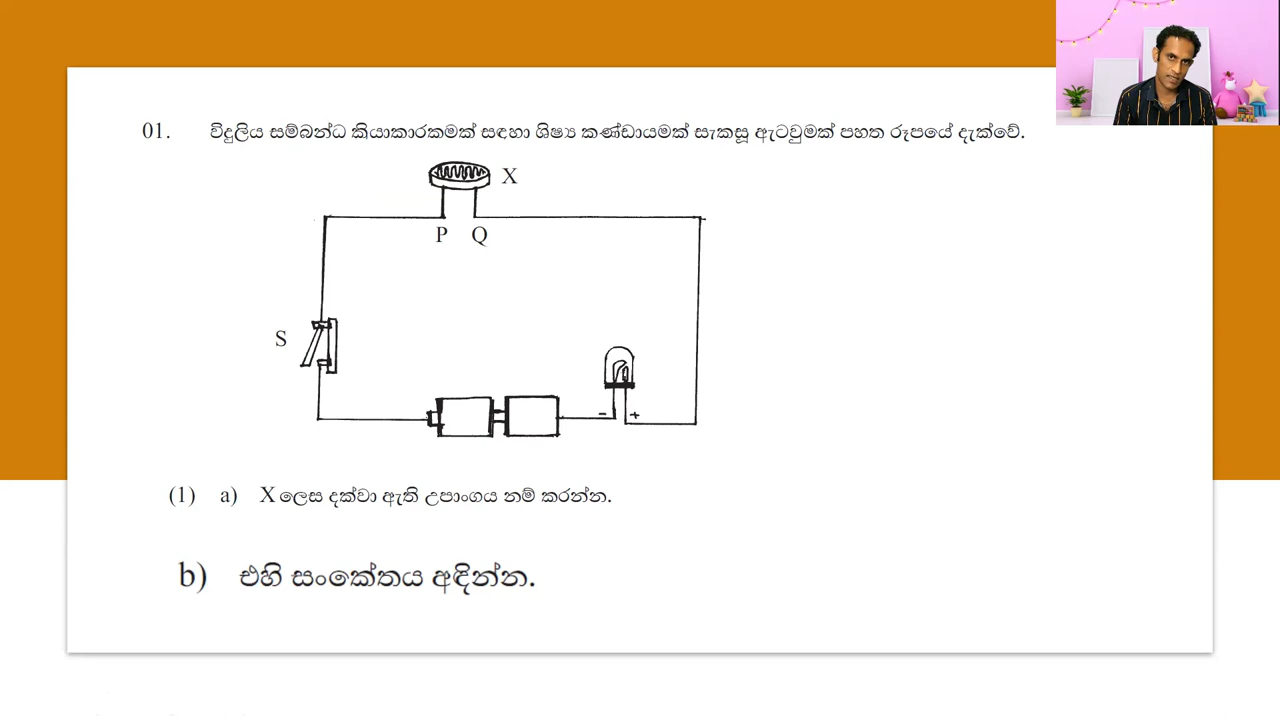 01. විදුලිය සම්බන්ධ ක්‍රියාකාරකමක් සඳහා ශිෂ්‍ය කණ්ඩායමක් සැකසූ ඇටවුමක් පහත රූපයේ දැක්වේ.
X
P Q
S
- +
(1) a) X ලෙස දක්වා ඇති උපාංගය නම් කරන්න.
b) එහි සංකේතය අඳින්න.